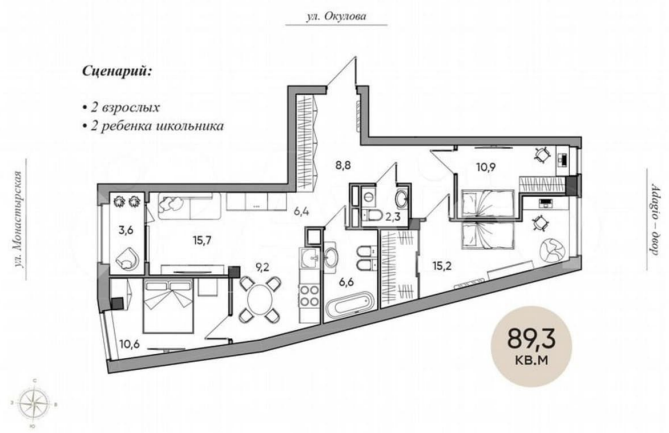 ул. Окулова
Сценарий:
• 2 взрослых
• 2 ребенка школьника
ул. Монастырская
Adagio – двор
8,8
10,9
6,4
2,3
3,6
15,7
9,2
6,6
15,2
10,6
89,3
КВ.М
С
З
В
Ю